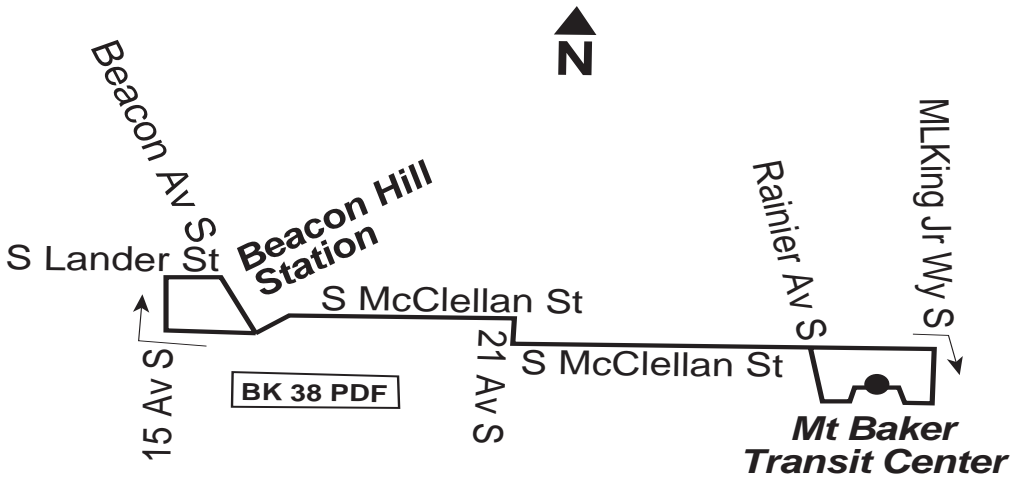 N
Beacon Av S
MLKing Jr Wy S
Rainier Av S
Beacon Hill
Station
S Lander St
S McClellan St
21 Av S
S McClellan St
15 Av S
BK 38 PDF
Mt Baker
Transit Center